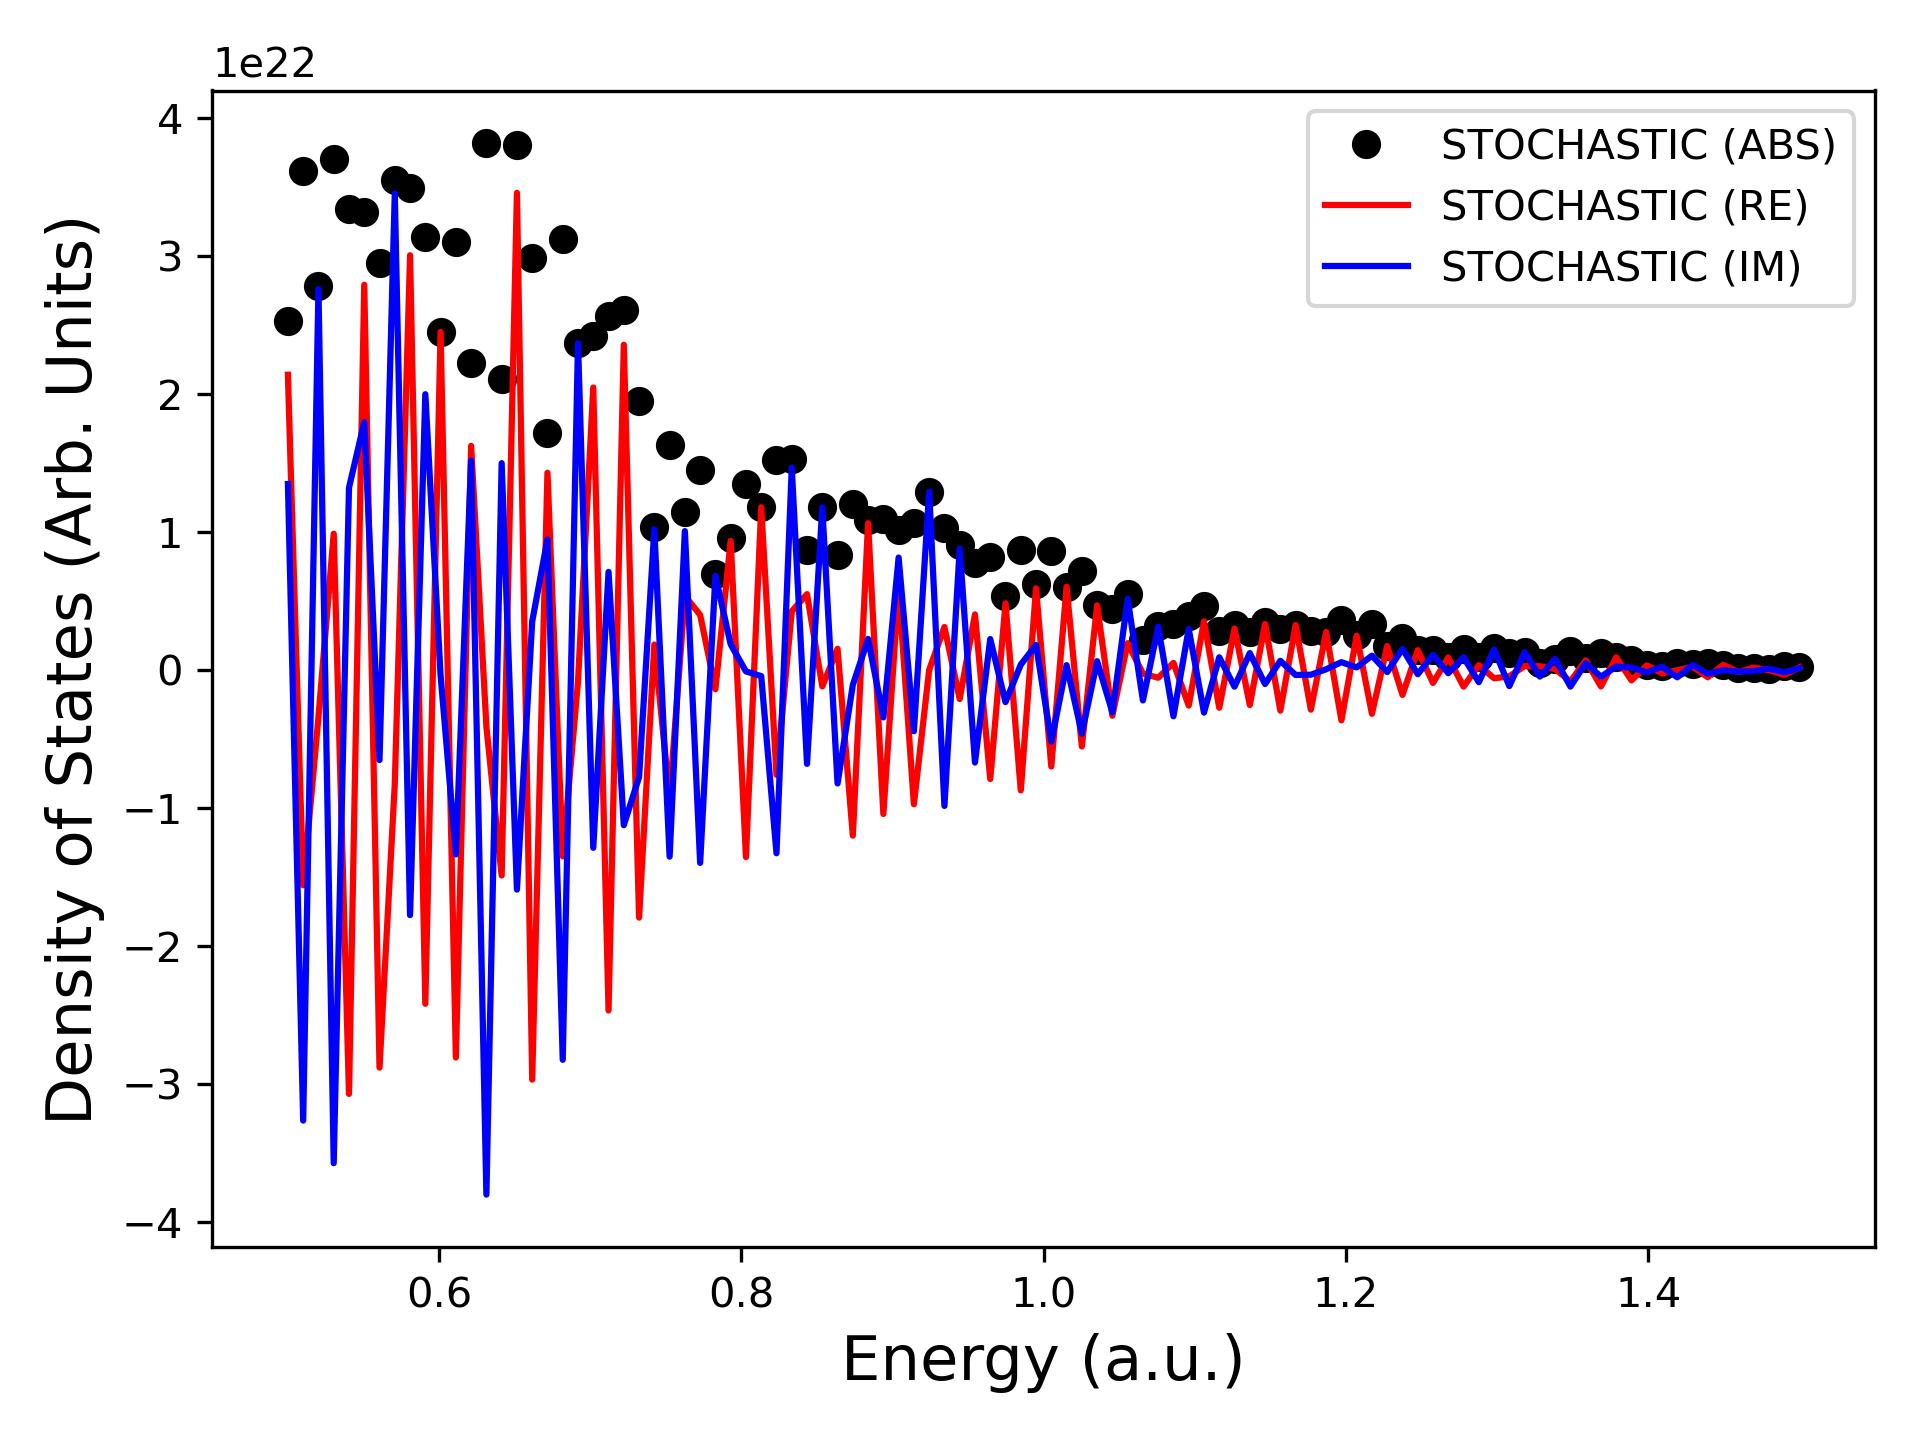 1e22
4
3
2
1
0
−1
−2
−3
−4
Density of States (Arb. Units)
STOCHASTIC (ABS)
STOCHASTIC (RE)
STOCHASTIC (IM)
0.6 0.8 1.0 1.2 1.4
Energy (a.u.)